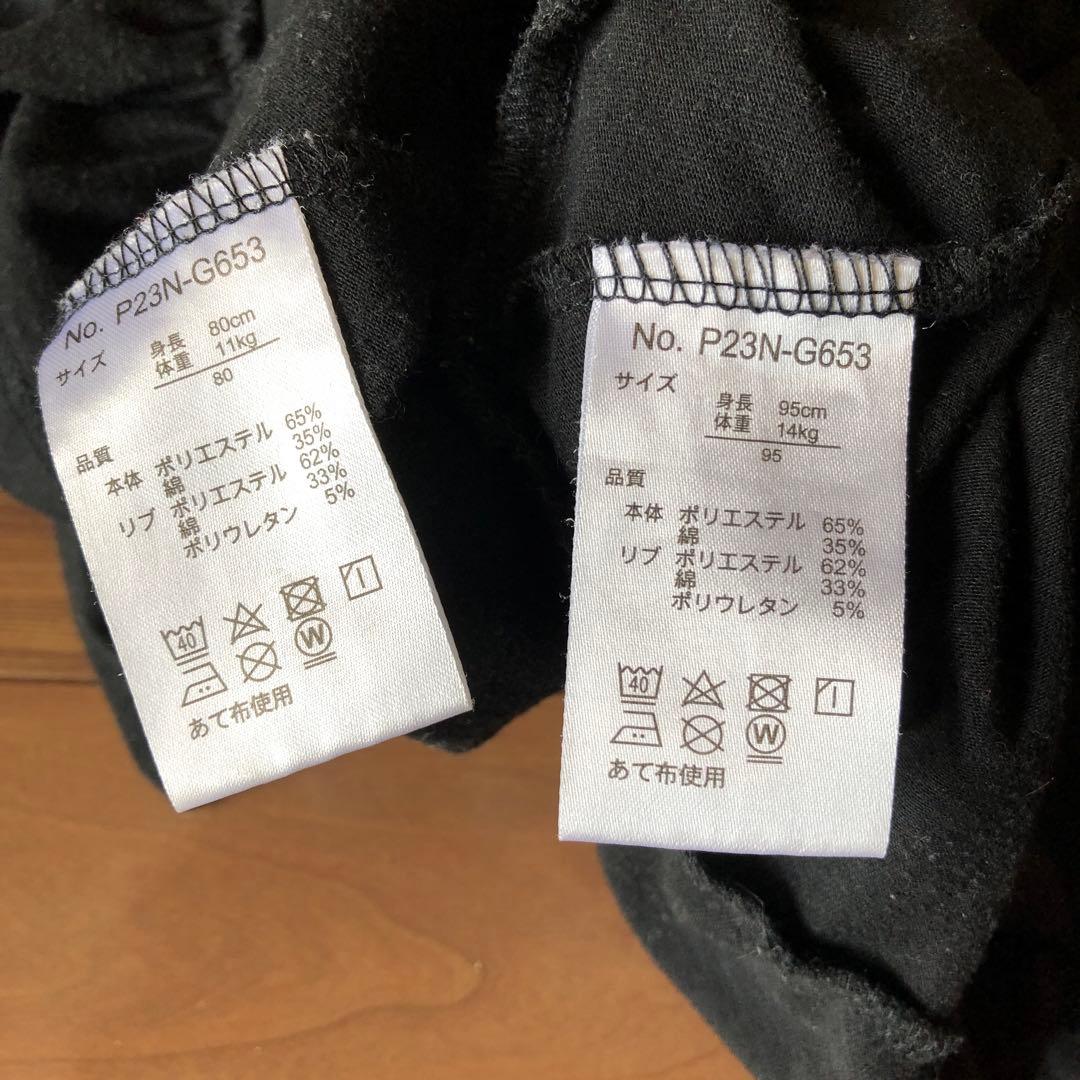 No. P23N-G653
サイズ 身長 80cm
体重 11kg
80
品質
本体 ポリエステル 65%
綿 35%
リブ ポリエステル 62%
綿 33%
ポリウレタン 5%
40
W
あて布使用
No. P23N-G653
サイズ
身長 95cm
体重 14kg
95
品質
本体 ポリエステル 65%
綿 35%
リブ ポリエステル 62%
綿 33%
ポリウレタン 5%
40
W
あて布使用